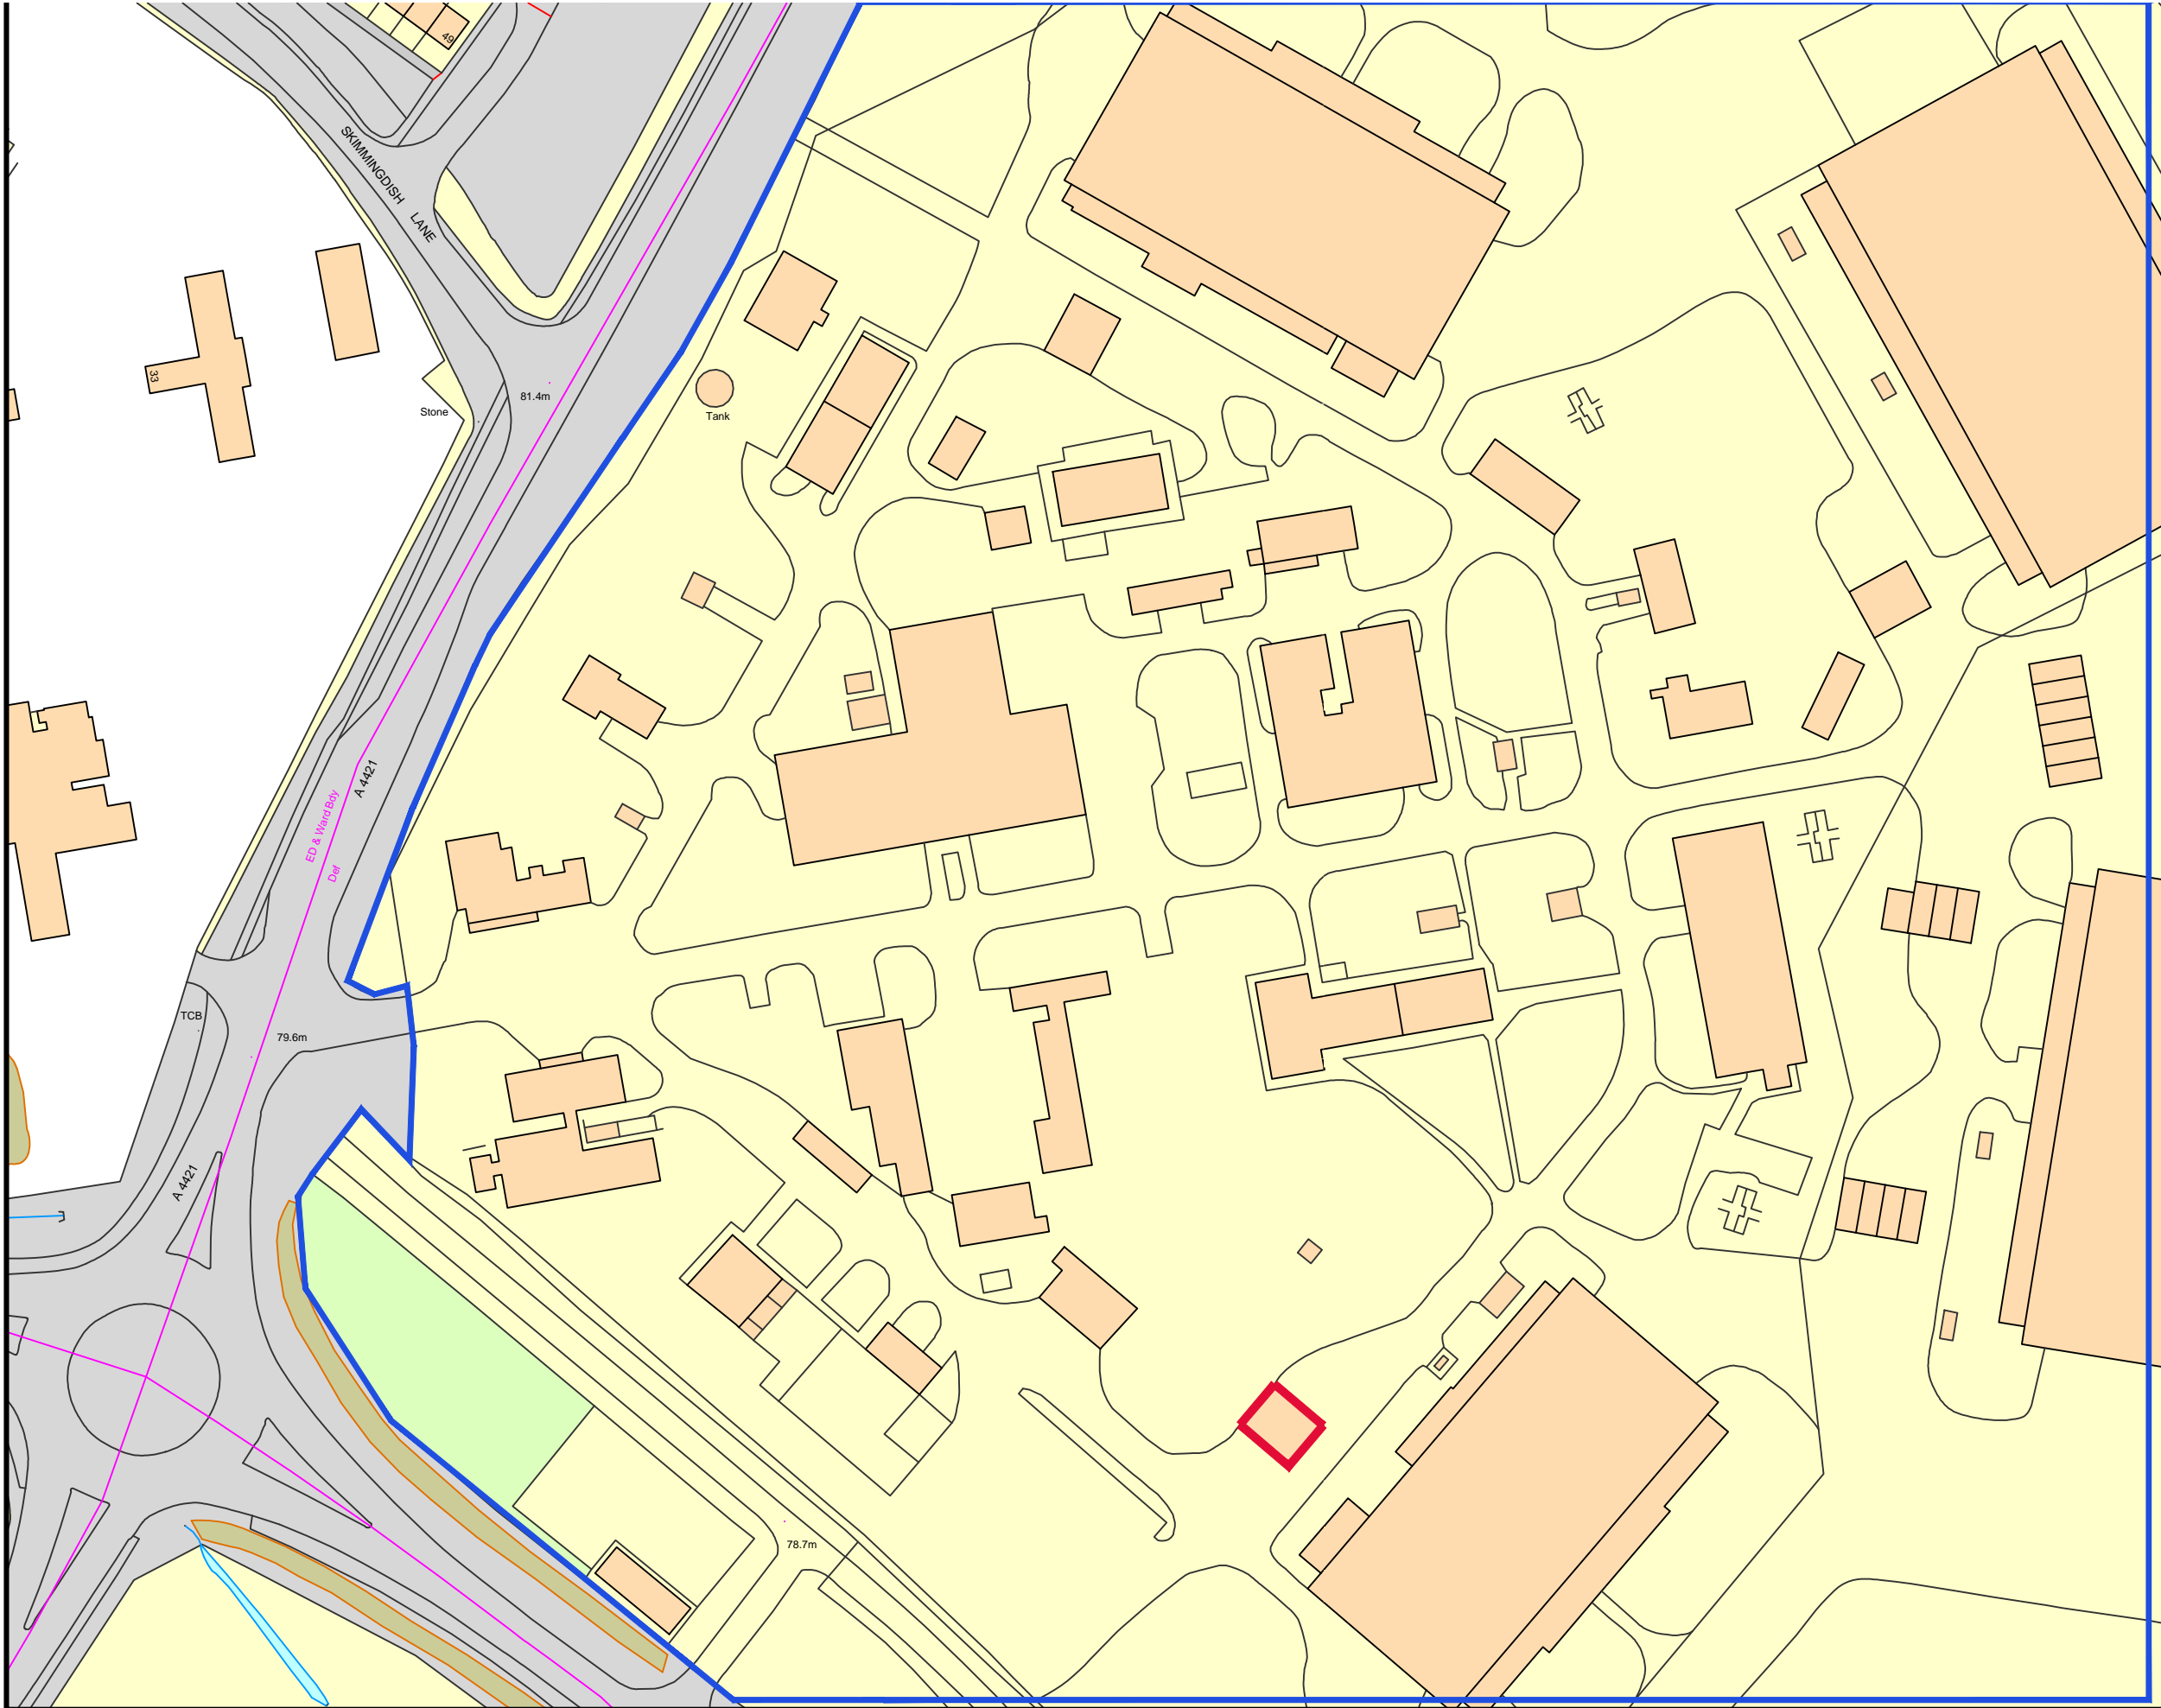 49
SKIMMINGDISH LANE
33
81.4m
Stone
Tank
A 4421
ED & Ward Bdy
Def
TCB
79.6m
A 4421
78.7m